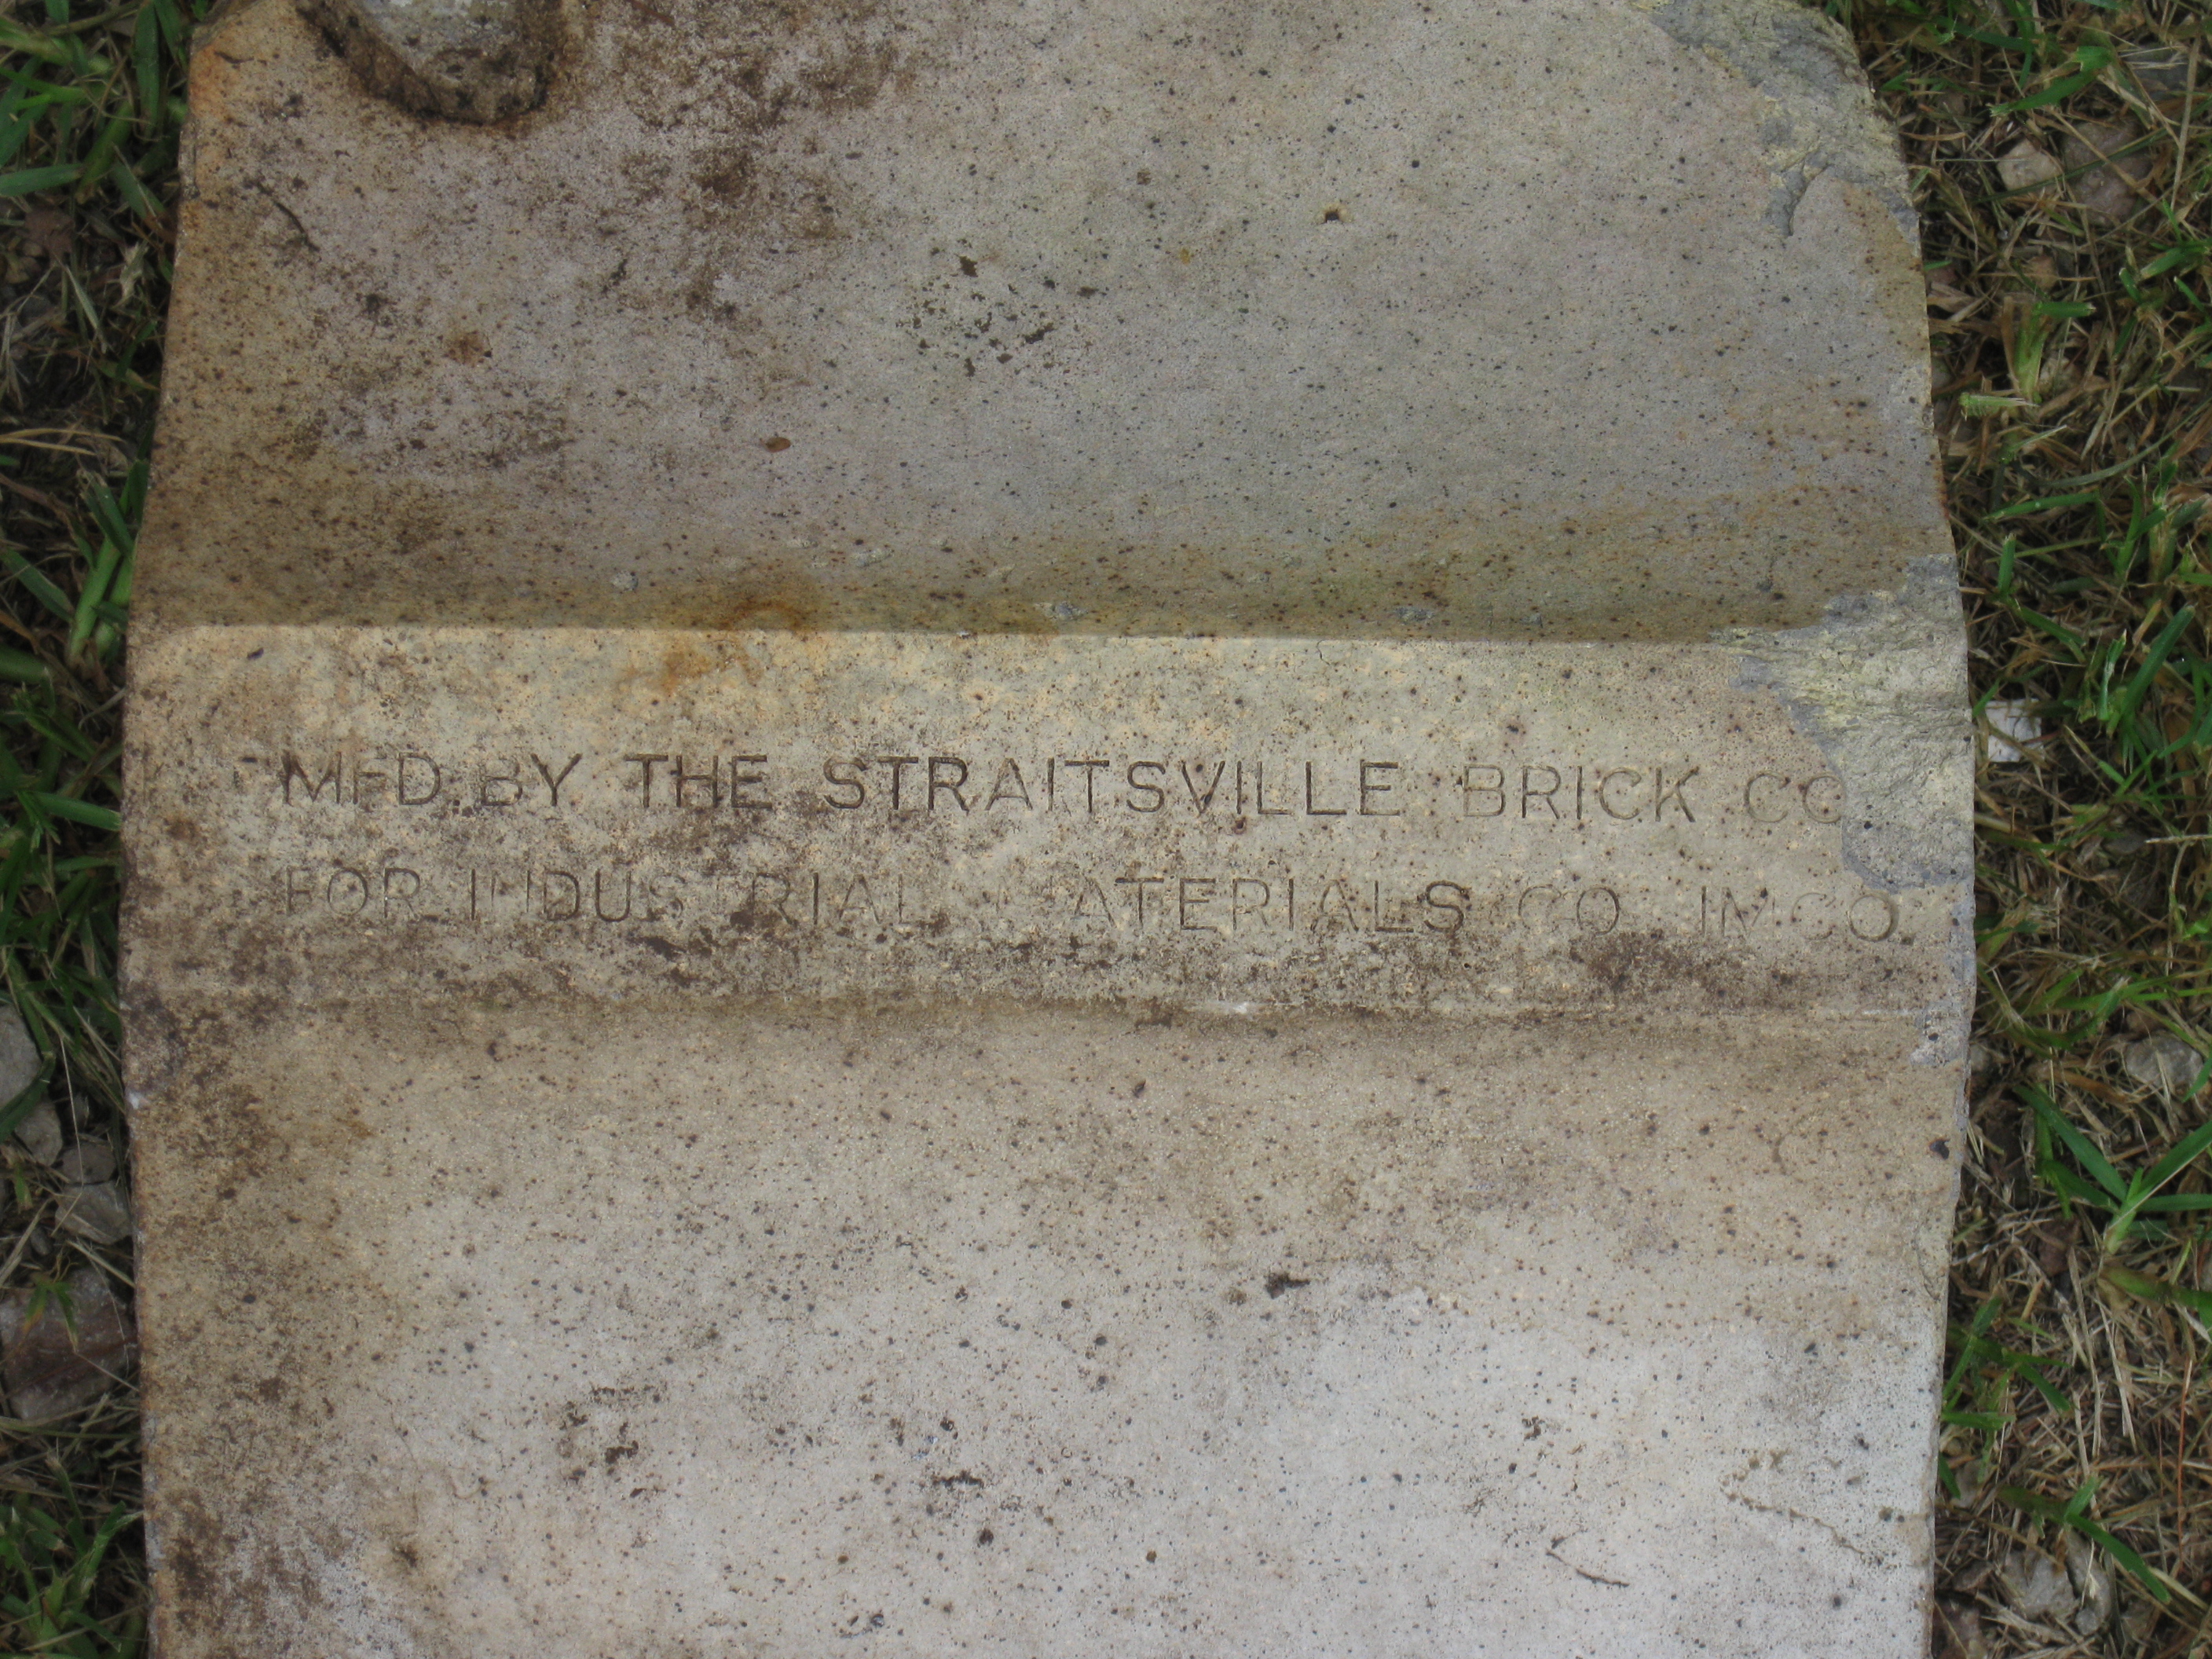 MFD. BY THE STRAITSVILLE BRICK CO
FOR INDUSTRIAL MATERIALS CO IMCO.